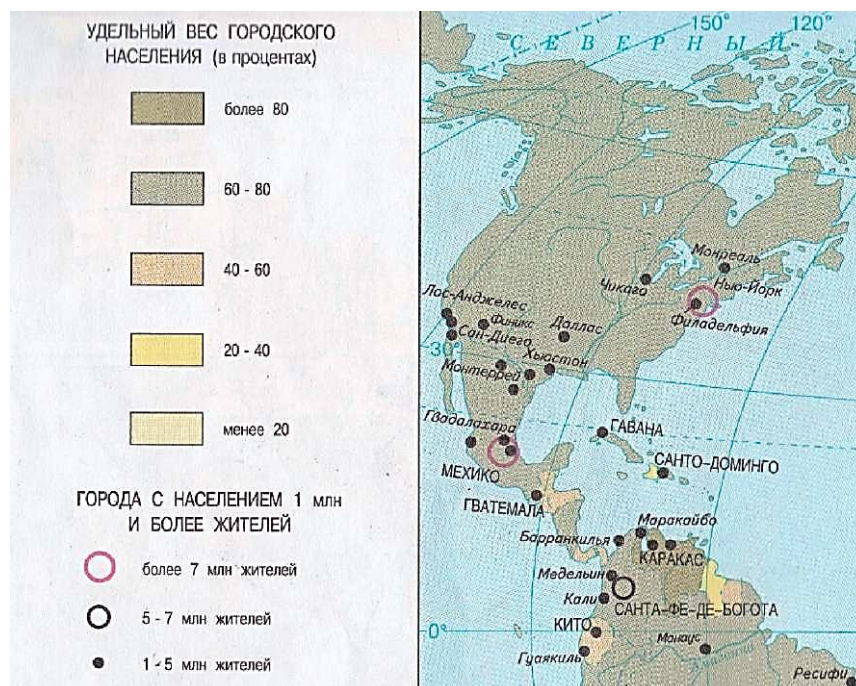 УДЕЛЬНЫЙ ВЕС ГОРОДСКОГО
НАСЕЛЕНИЯ (в процентах)
более 80
60 - 80
40 - 60
20 - 40
менее 20
ГОРОДА С НАСЕЛЕНИЕМ 1 млн
И БОЛЕЕ ЖИТЕЛЕЙ
более 7 млн жителей
5 - 7 млн жителей
1 - 5 млн жителей
150°
120°
СЕВЕРНЫЙ
Монреаль
Чикаго
Нью-Йорк
Филадельфия
Лос-Анджелес
Финикс
Даллас
Сан-Диего
Хьюстон
30°
Монтеррей
Гвадалахара
ГАВАНА
САНТО-ДОМИНГО
МЕХИКО
ГВАТЕМАЛА
Маракайбо
Барранкилья
КАРАКАС
Медельин
Кали
САНТА-ФЕ-ДЕ-БОГОТА
КИТО
0°
Манаус
Гуаякиль
Ресифи